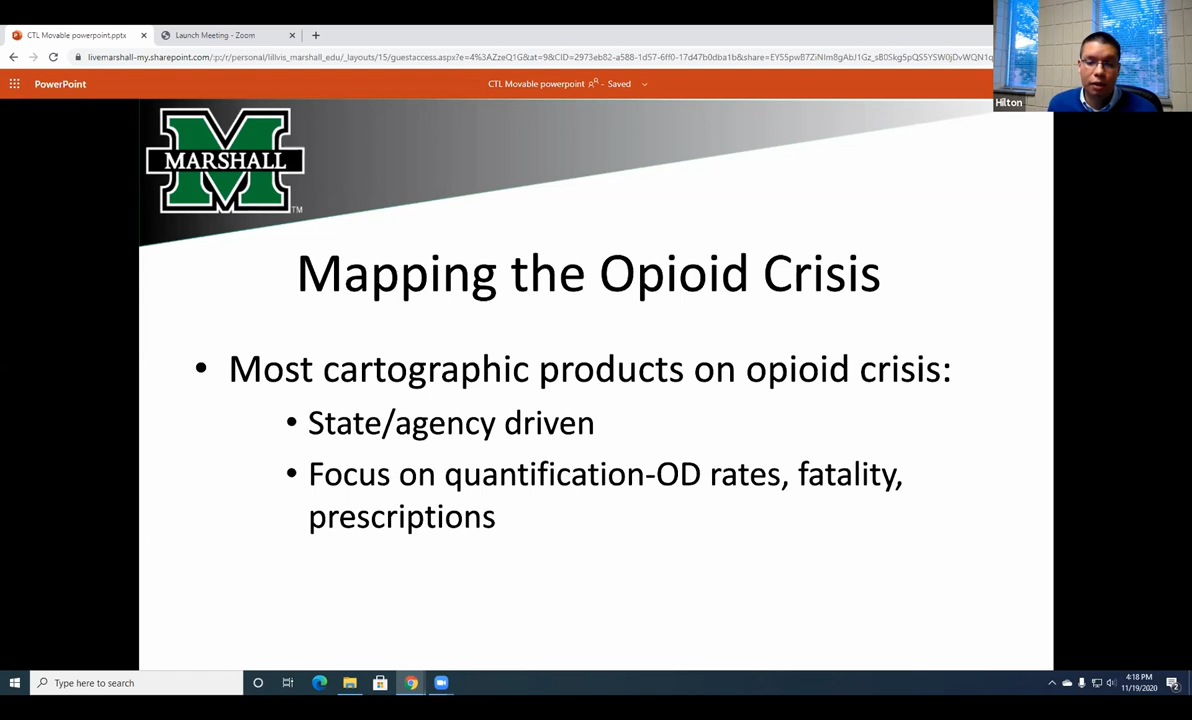 CTL Movable powerpoint.pptx
Launch Meeting - Zoom
PowerPoint
CTL Movable powerpoint - Saved
Hilton
MARSHALL
TM
Mapping the Opioid Crisis
• Most cartographic products on opioid crisis:
• State/agency driven
• Focus on quantification-OD rates, fatality,
prescriptions
Type here to search
4:18 PM
11/19/2020
2